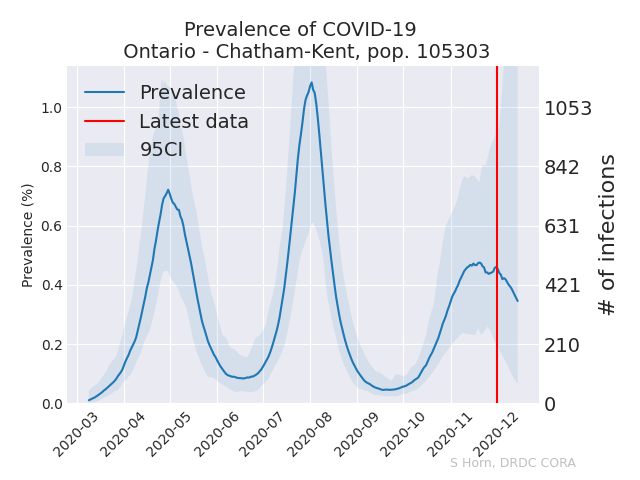 Prevalence of COVID-19
Ontario - Chatham-Kent, pop. 105303
Prevalence
Latest data
95CI
Prevalence (%)
1.0
0.8
0.6
0.4
0.2
0.0
1053
842
631
421
210
0
# of infections
2020-03
2020-04
2020-05
2020-06
2020-07
2020-08
2020-09
2020-10
2020-11
2020-12
S Horn, DRDC CORA